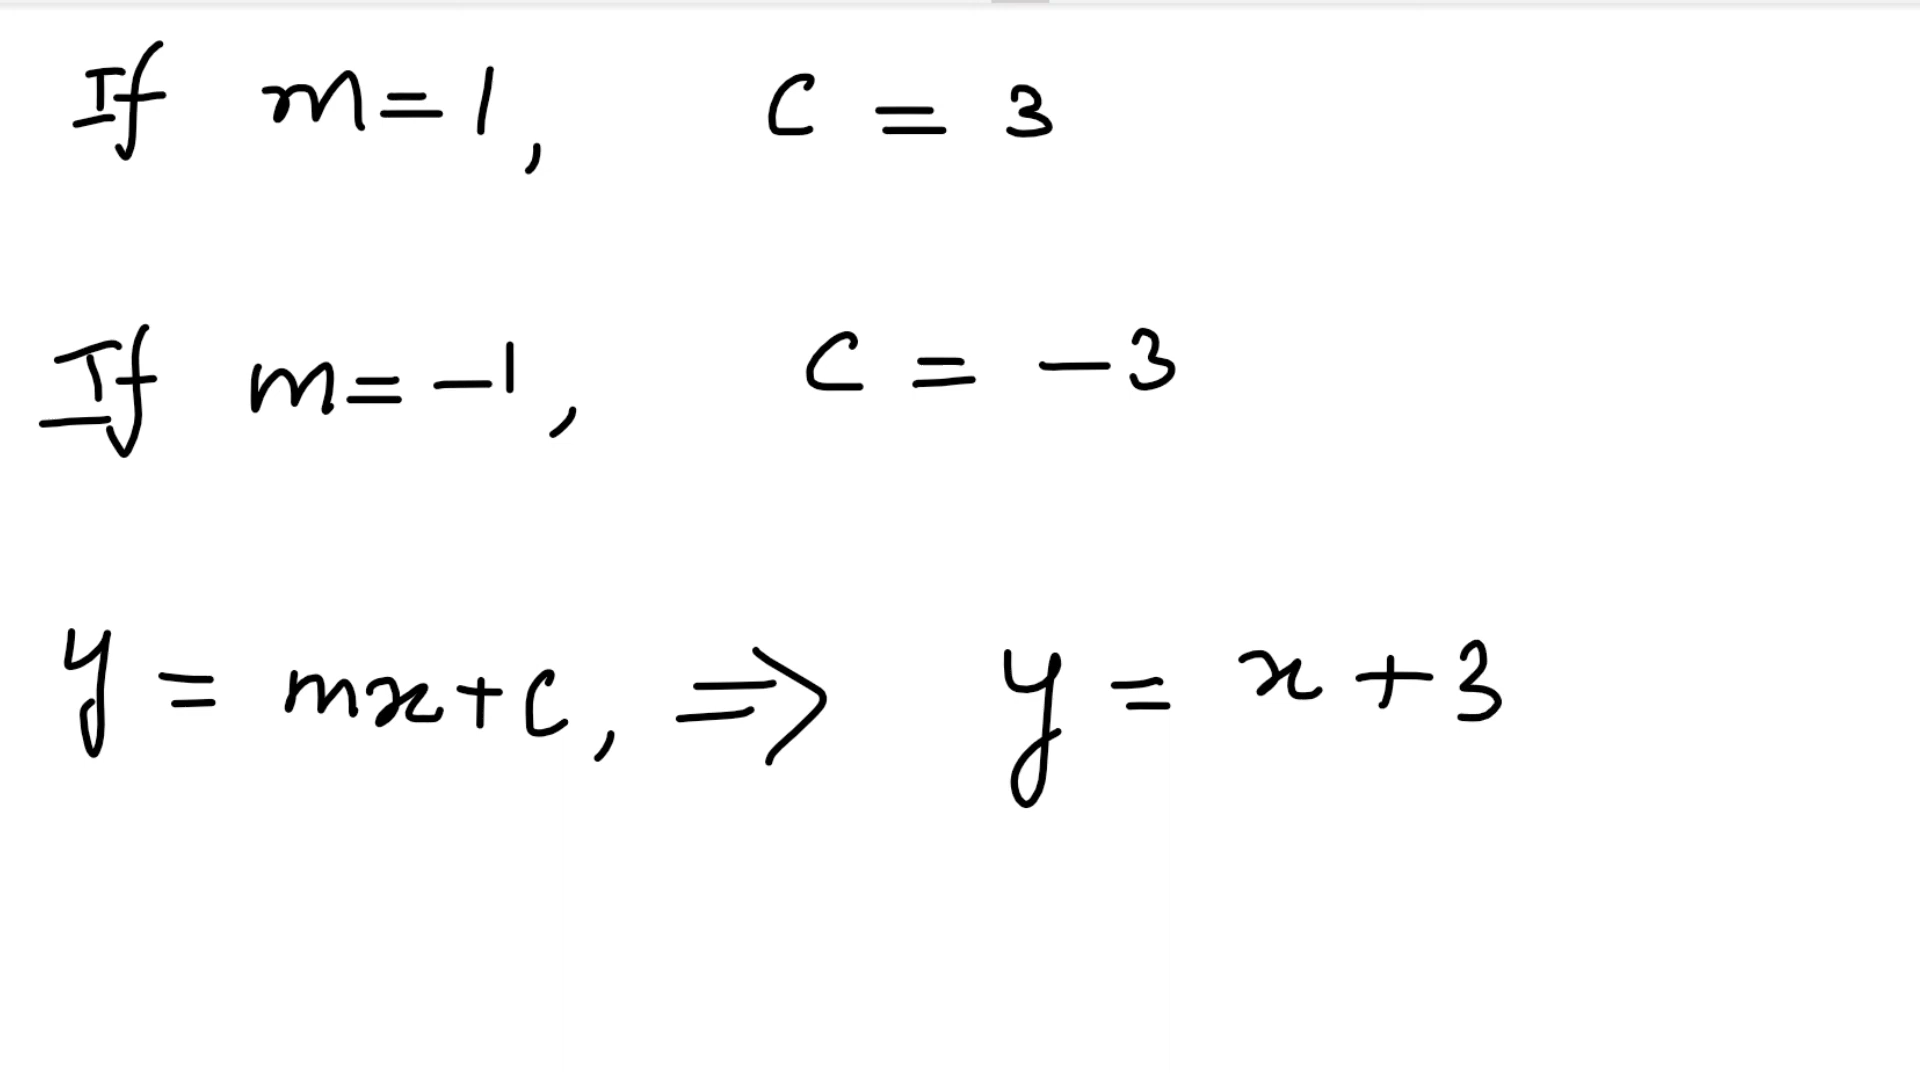 If m=1, C = 3
If m=-1, C = -3
y = mx+c, ⇒ y = x+3